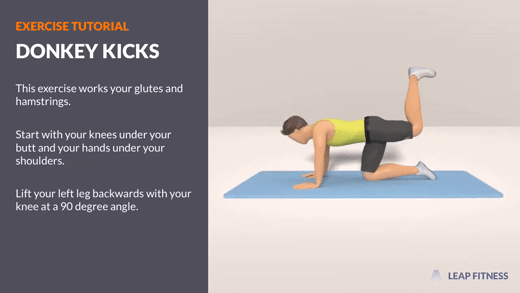 EXERCISE TUTORIAL
DONKEY KICKS
This exercise works your glutes and
hamstrings.
Start with your knees under your
butt and your hands under your
shoulders.
Lift your left leg backwards with your
knee at a 90 degree angle.
LEAP FITNESS